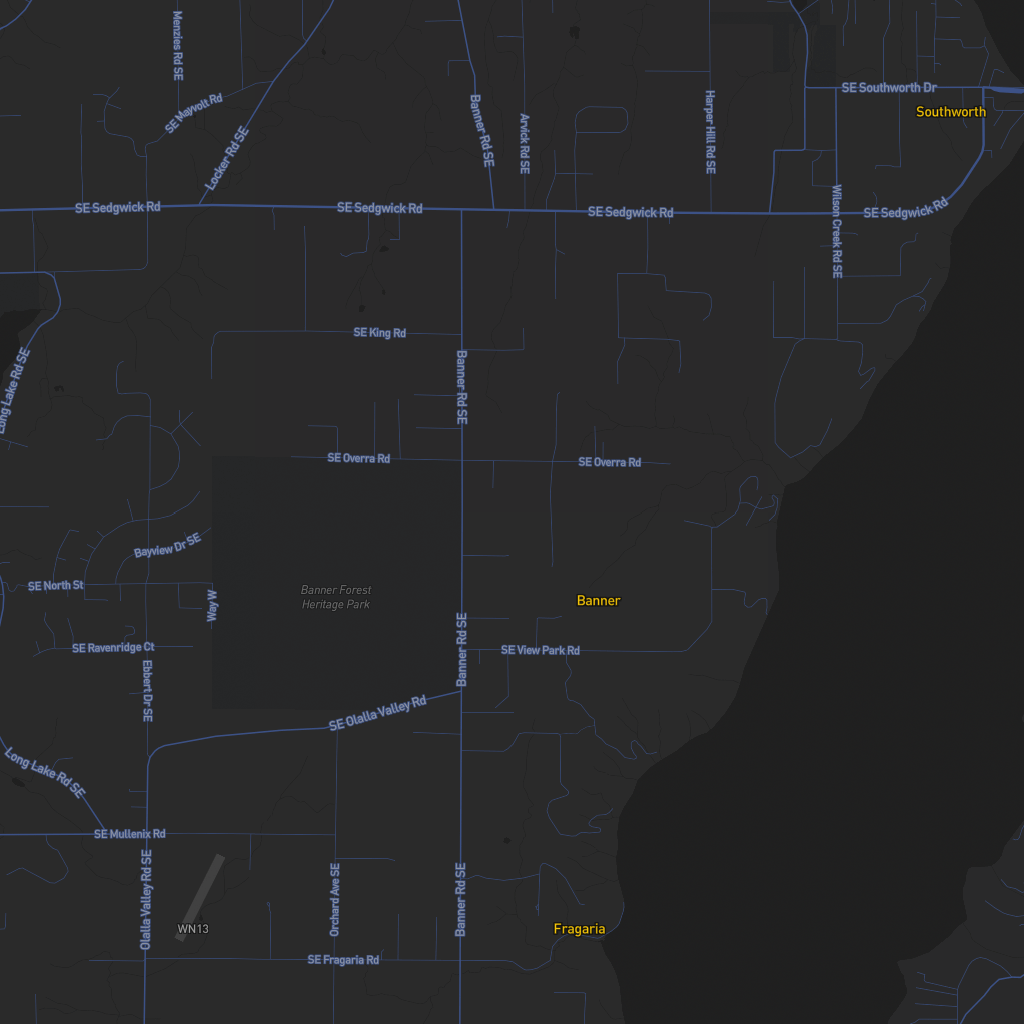 Menzies Rd SE
SE Mayvolt Rd
Locker Rd SE
Banner Rd SE
Arvick Rd SE
Harper Hill Rd SE
SE Southworth Dr
Southworth
SE Sedgwick Rd
SE Sedgwick Rd
SE Sedgwick Rd
SE Sedgwick Rd
Wilson Creek Rd SE
SE King Rd
Long Lake Rd SE
Banner Rd SE
SE Overra Rd
SE Overra Rd
Bayview Dr SE
SE North St
Way W
Banner Forest
Heritage Park
Banner
Banner Rd SE
SE Ravenridge Ct
SE View Park Rd
Ebbert Dr SE
SE Olalla Valley Rd
Long Lake Rd SE
SE Mullenix Rd
Olalla Valley Rd SE
Orchard Ave SE
Banner Rd SE
WN13
Fragaria
SE Fragaria Rd